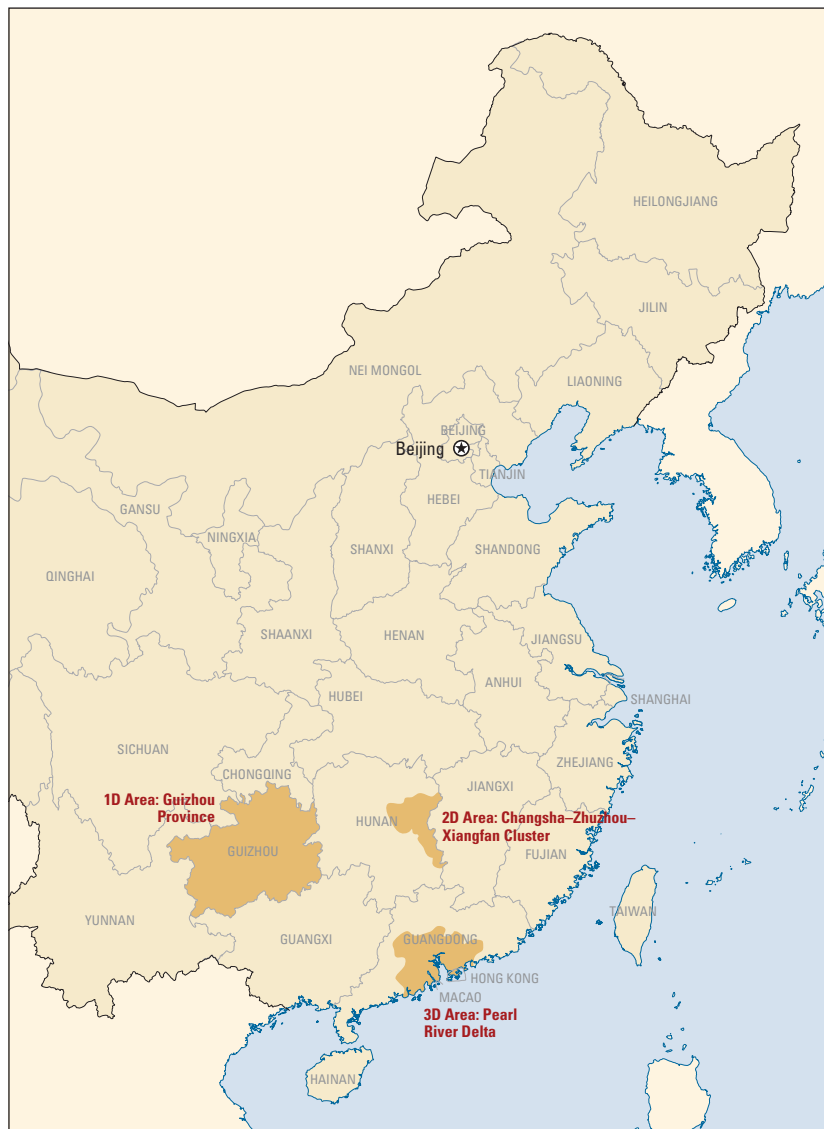 HEILONGJIANG
JILIN
NEI MONGOL
LIAONING
BEIJING
Beijing
TIANJIN
HEBEI
GANSU
NINGXIA
SHANXI
SHANDONG
QINGHAI
SHAANXI
HENAN
JIANGSU
ANHUI
HUBEI
SHANGHAI
SICHUAN
ZHEJIANG
CHONGQING
JIANGXI
1D Area: Guizhou
Province
HUNAN
2D Area: Changsha–Zhuzhou–
Xiangfan Cluster
GUIZHOU
FUJIAN
YUNNAN
TAIWAN
GUANGXI
GUANGDONG
HONG KONG
MACAO
3D Area: Pearl
River Delta
HAINAN